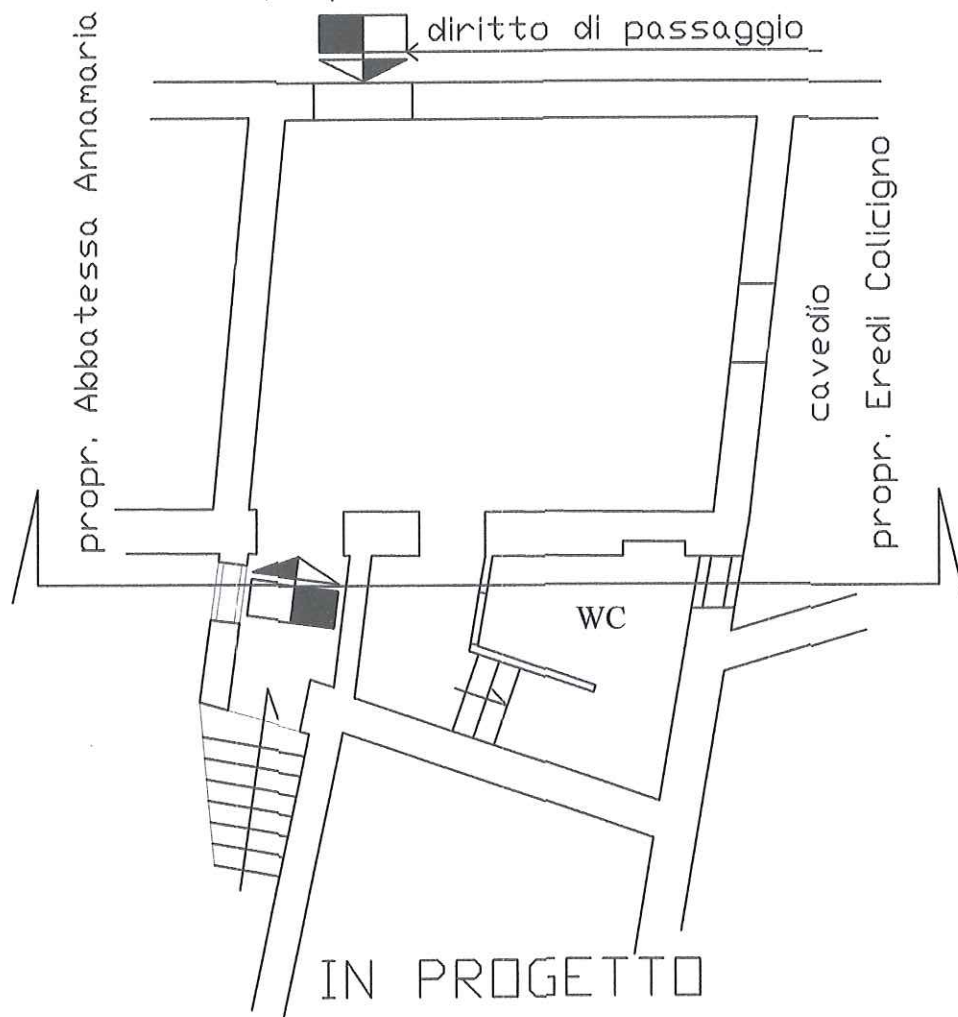 diritto di passaggio
propr. Abbatessa Annamaria
cavedio
propr. Eredi Colicigno
WC
IN PROGETTO